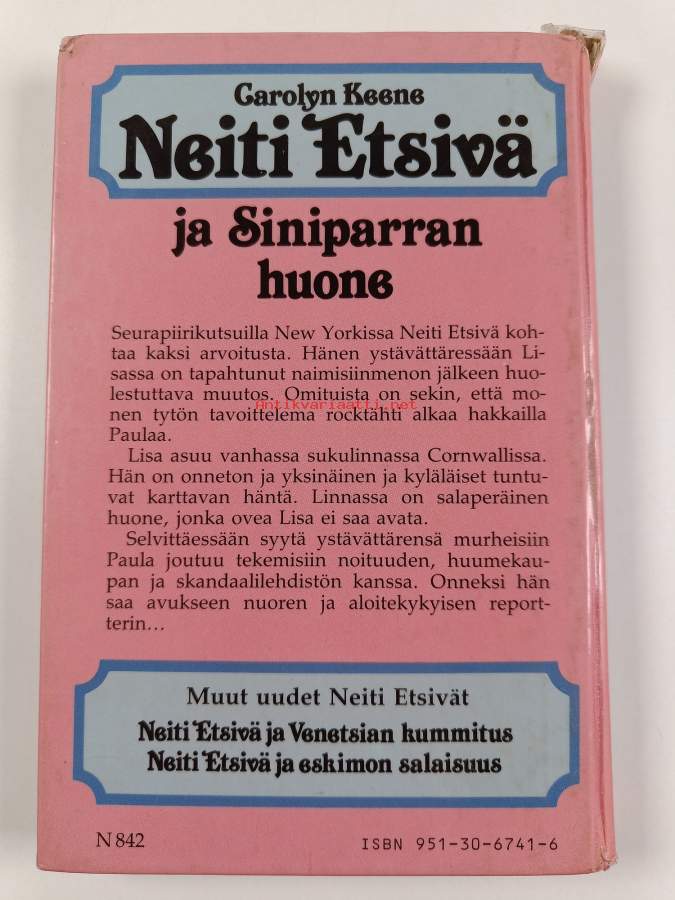 Carolyn Keene
Neiti Etsivä
ja Siniparran
huone
Seurapiirikutsuilla New Yorkissa Neiti Etsivä koh-
taa kaksi arvoitusta. Hänen ystävättäressään Li-
sassa on tapahtunut naimisiinmenon jälkeen huo-
lestuttava muutos. Omituista on sekin, että mo-
nen tytön tavoittelema rocktähti alkaa hakkailla
Antikvariaatti.net
Paulaa.
Lisa asuu vanhassa sukulinnassa Cornwallissa.
Hän on onneton ja yksinäinen ja kyläläiset tuntu-
vat karttavan häntä. Linnassa on salaperäinen
huone, jonka ovea Lisa ei saa avata.
Selvittäessään syytä ystävättärensä murheisiin
Paula joutuu tekemisiin noituuden, huumekau-
pan ja skandaalilehdistön kanssa. Onneksi hän
saa avukseen nuoren ja aloitekykyisen report-
terin...
Muut uudet Neiti Etsivät
Neiti Etsivä ja Venetsian kummitus
Neiti Etsivä ja eskimon salaisuus
N 842
ISBN 951-30-6741-6